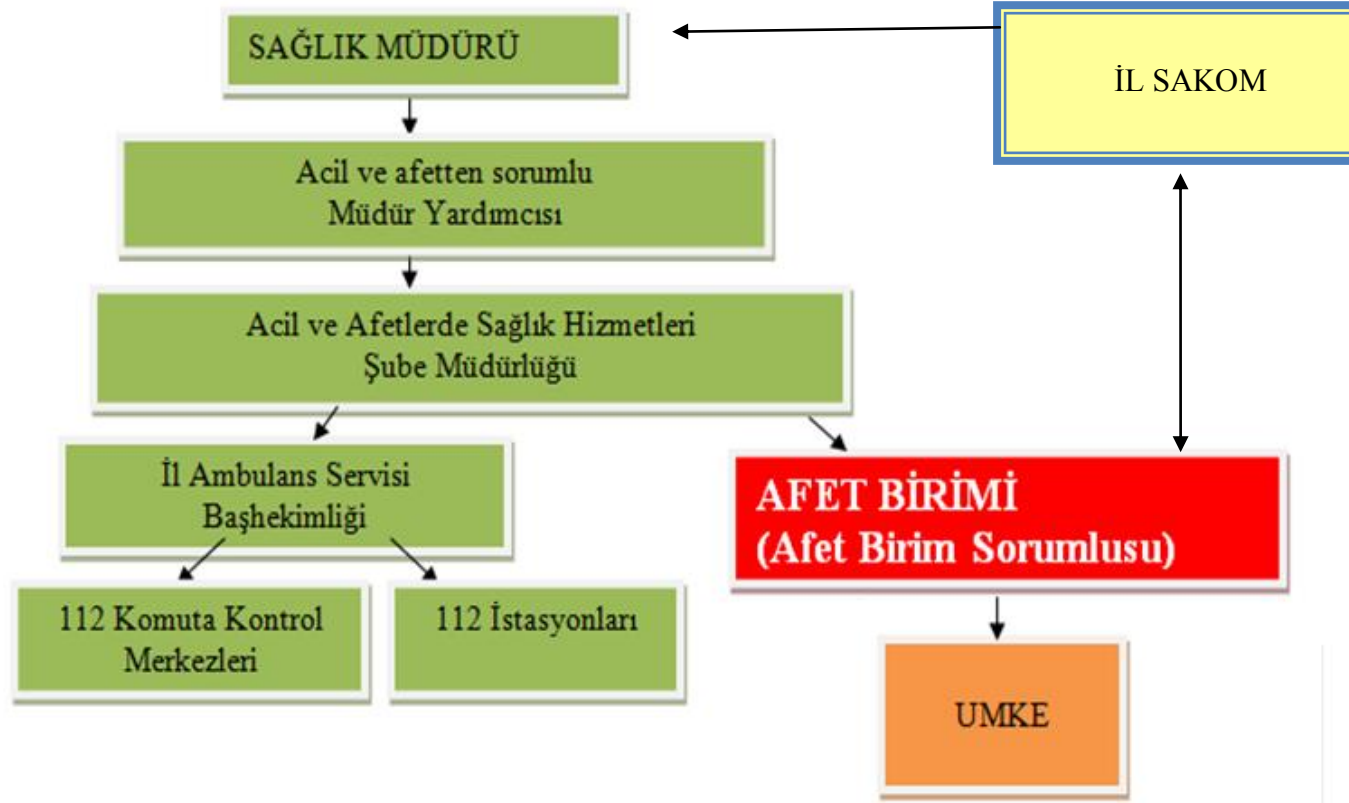 SAĞLIK MÜDÜRÜ
İL SAKOM
Acil ve afetten sorumlu
Müdür Yardımcısı
Acil ve Afetlerde Sağlık Hizmetleri
Şube Müdürlüğü
İl Ambulans Servisi
Başhekimliği
AFET BİRİMİ
(Afet Birim Sorumlusu)
112 Komuta Kontrol
Merkezleri
112 İstasyonları
UMKE